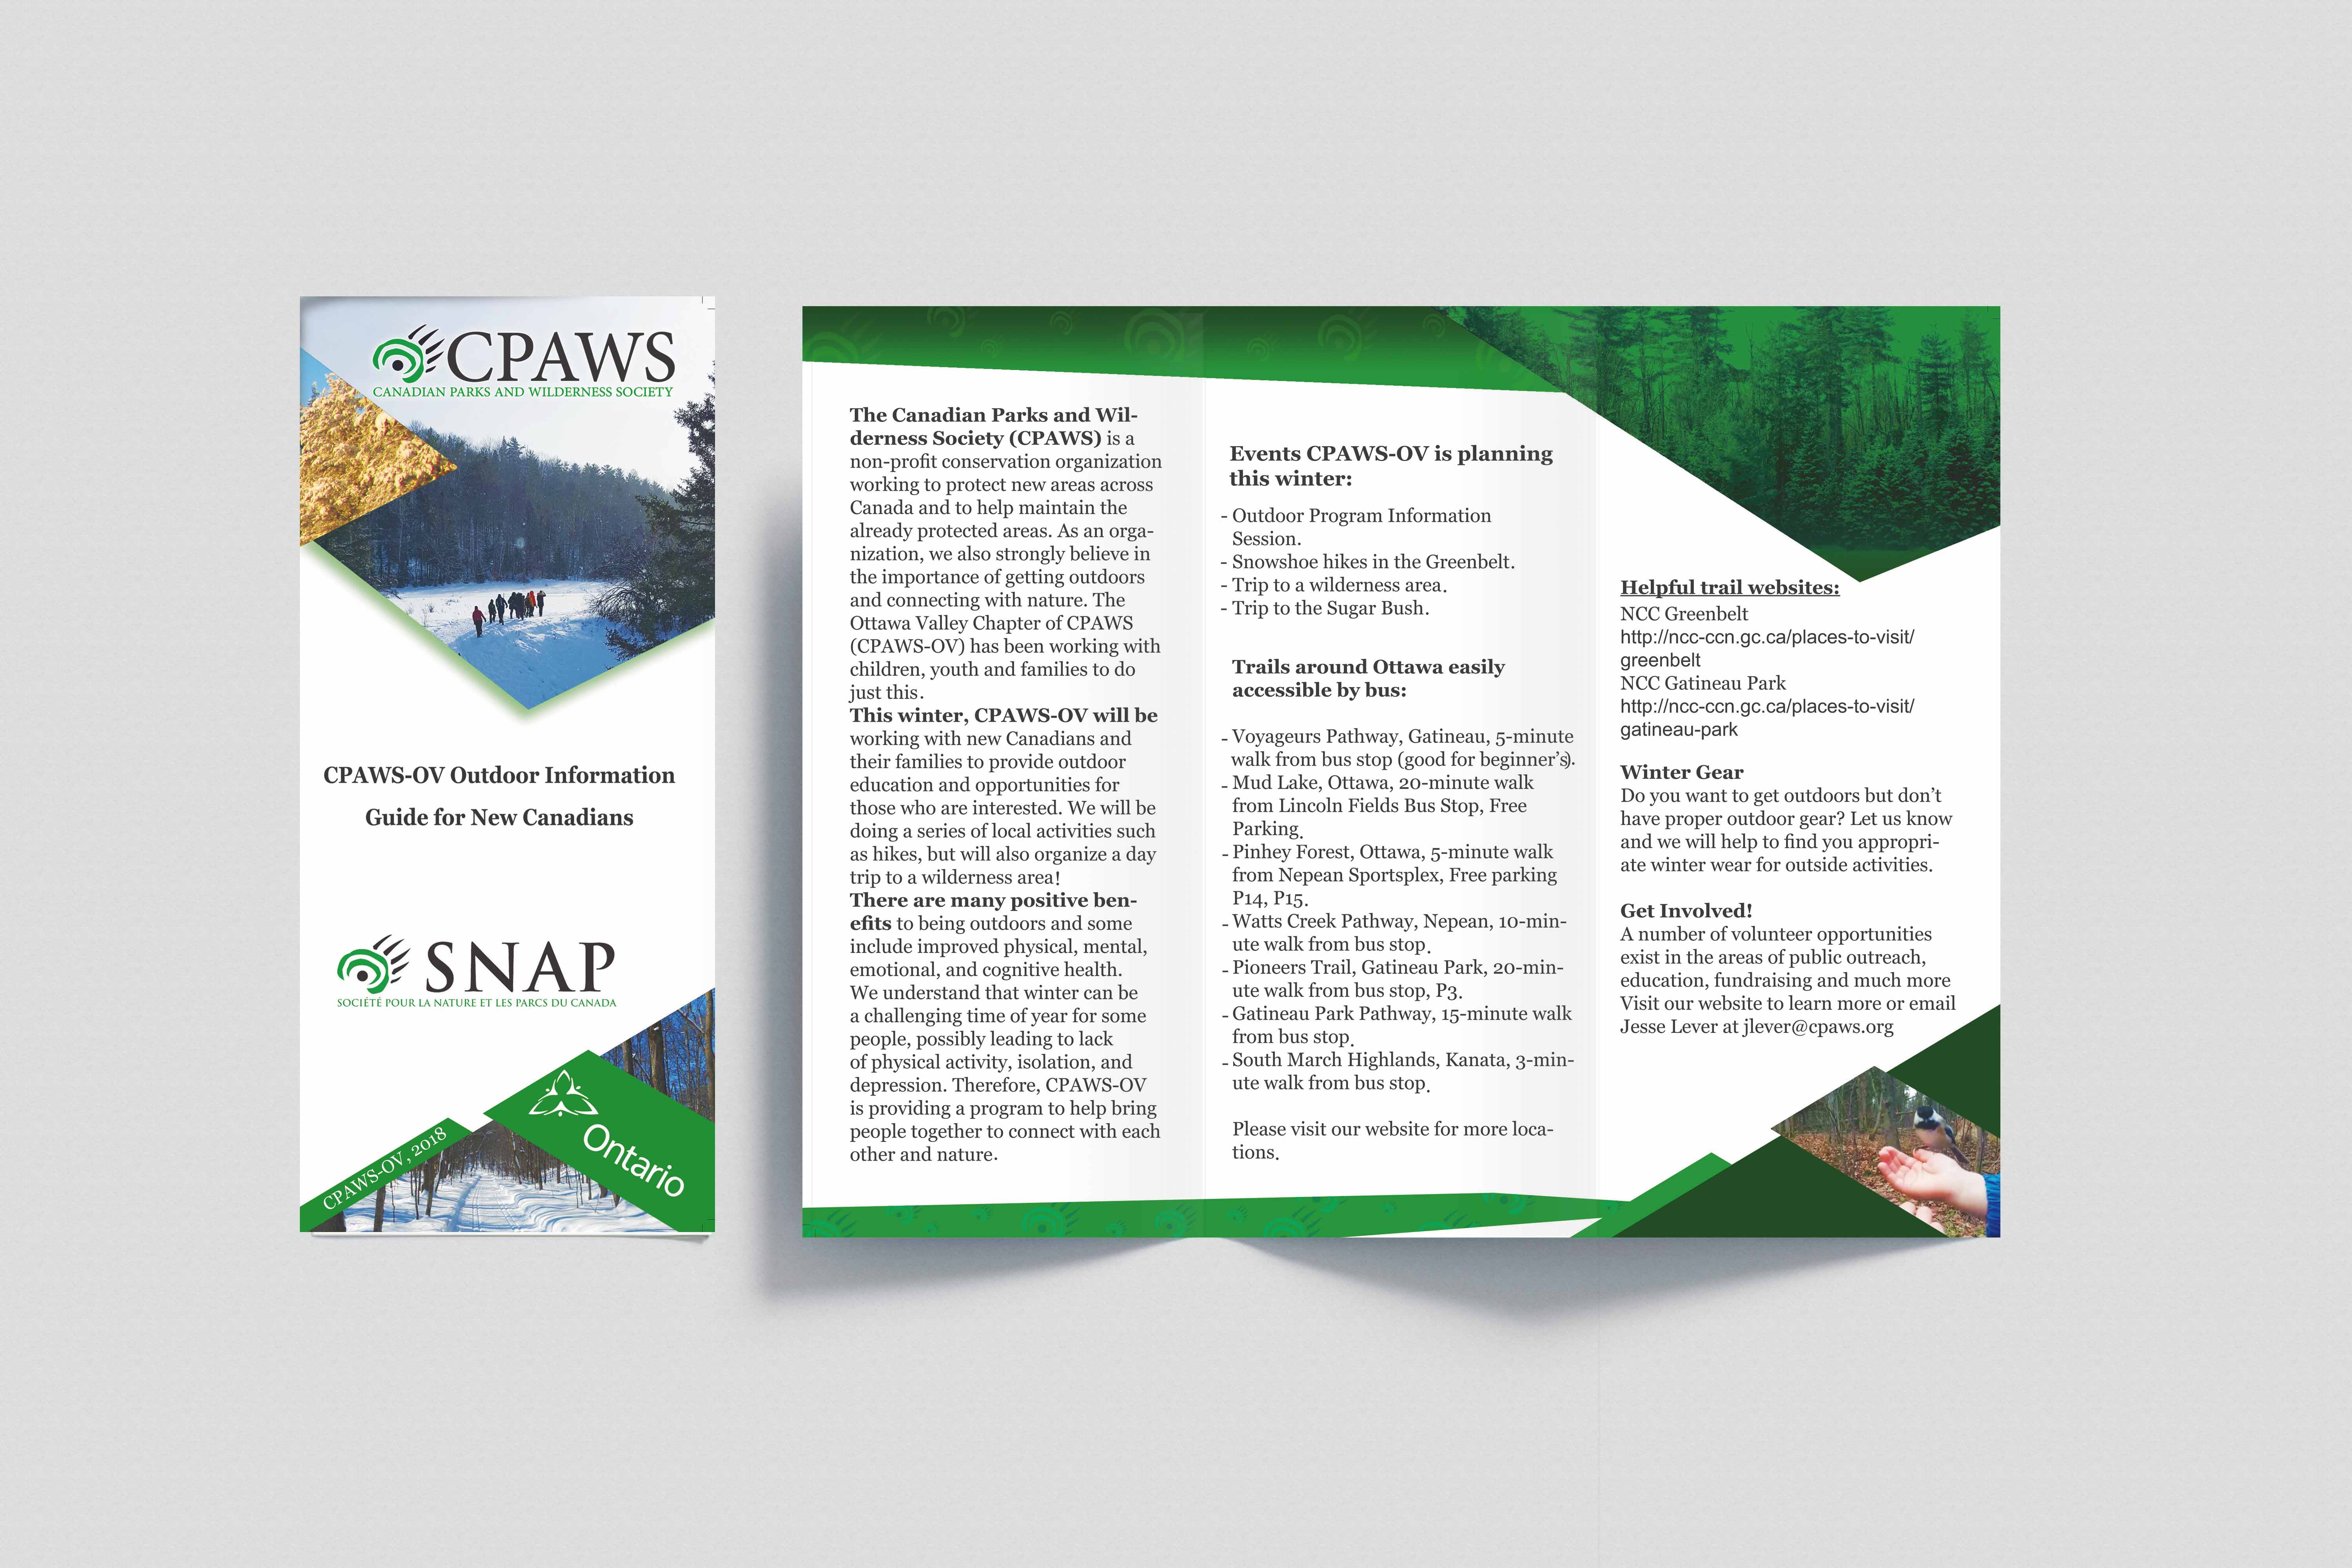 CPAWS
CANADIAN PARKS AND WILDERNESS SOCIETY
CPAWS-OV Outdoor Information
Guide for New Canadians
SNAP
SOCIÉTÉ POUR LA NATURE ET LES PARCS DU CANADA
Ontario
CPAWS-OV, 2018
The Canadian Parks and Wil-
derness Society (CPAWS) is a
non-profit conservation organization
working to protect new areas across
Canada and to help maintain the
already protected areas. As an orga-
nization, we also strongly believe in
the importance of getting outdoors
and connecting with nature. The
Ottawa Valley Chapter of CPAWS
(CPAWS-OV) has been working with
children, youth and families to do
just this.
This winter, CPAWS-OV will be
working with new Canadians and
their families to provide outdoor
education and opportunities for
those who are interested. We will be
doing a series of local activities such
as hikes, but will also organize a day
trip to a wilderness area!
There are many positive ben-
efits to being outdoors and some
include improved physical, mental,
emotional, and cognitive health.
We understand that winter can be
a challenging time of year for some
people, possibly leading to lack
of physical activity, isolation, and
depression. Therefore, CPAWS-OV
is providing a program to help bring
people together to connect with each
other and nature.
Events CPAWS-OV is planning
this winter:
- Outdoor Program Information
Session.
- Snowshoe hikes in the Greenbelt.
- Trip to a wilderness area.
- Trip to the Sugar Bush.
Trails around Ottawa easily
accessible by bus:
- Voyageurs Pathway, Gatineau, 5-minute
walk from bus stop (good for beginner's).
- Mud Lake, Ottawa, 20-minute walk
from Lincoln Fields Bus Stop, Free
Parking.
- Pinhey Forest, Ottawa, 5-minute walk
from Nepean Sportsplex, Free parking
P14, P15.
- Watts Creek Pathway, Nepean, 10-min-
ute walk from bus stop.
- Pioneers Trail, Gatineau Park, 20-min-
ute walk from bus stop, P3.
- Gatineau Park Pathway, 15-minute walk
from bus stop.
- South March Highlands, Kanata, 3-min-
ute walk from bus stop.
Please visit our website for more loca-
tions.
Helpful trail websites:
NCC Greenbelt
http://ncc-ccn.gc.ca/places-to-visit/
greenbelt
NCC Gatineau Park
http://ncc-ccn.gc.ca/places-to-visit/
gatineau-park
Winter Gear
Do you want to get outdoors but don't
have proper outdoor gear? Let us know
and we will help to find you appropri-
ate winter wear for outside activities.
Get Involved!
A number of volunteer opportunities
exist in the areas of public outreach,
education, fundraising and much more
Visit our website to learn more or email
Jesse Lever at jlever@cpaws.org